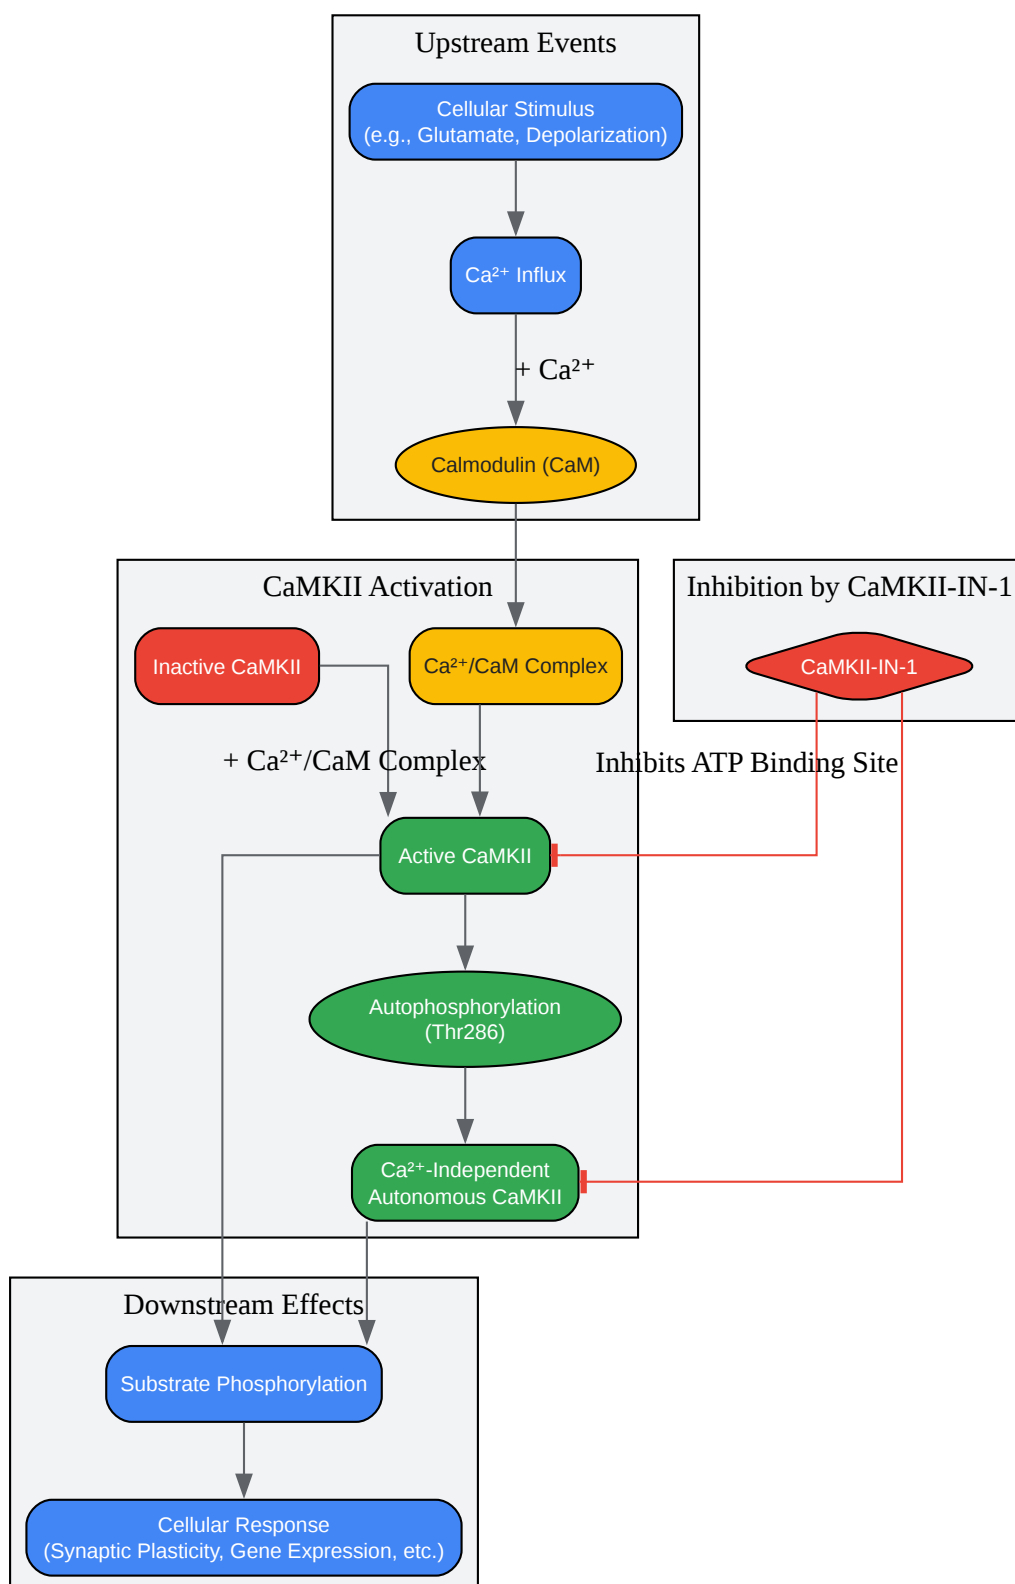 Upstream Events
Cellular Stimulus
(e.g., Glutamate, Depolarization)
Ca²⁺ Influx
+ Ca²⁺
Calmodulin (CaM)
CaMKII Activation
Inhibition by CaMKII-IN-1
Inactive CaMKII
Ca²⁺/CaM Complex
CaMKII-IN-1
+ Ca²⁺/CaM Complex
Inhibits ATP Binding Site
Active CaMKII
Autophosphorylation
(Thr286)
Ca²⁺-Independent
Autonomous CaMKII
Downstream Effects
Substrate Phosphorylation
Cellular Response
(Synaptic Plasticity, Gene Expression, etc.)